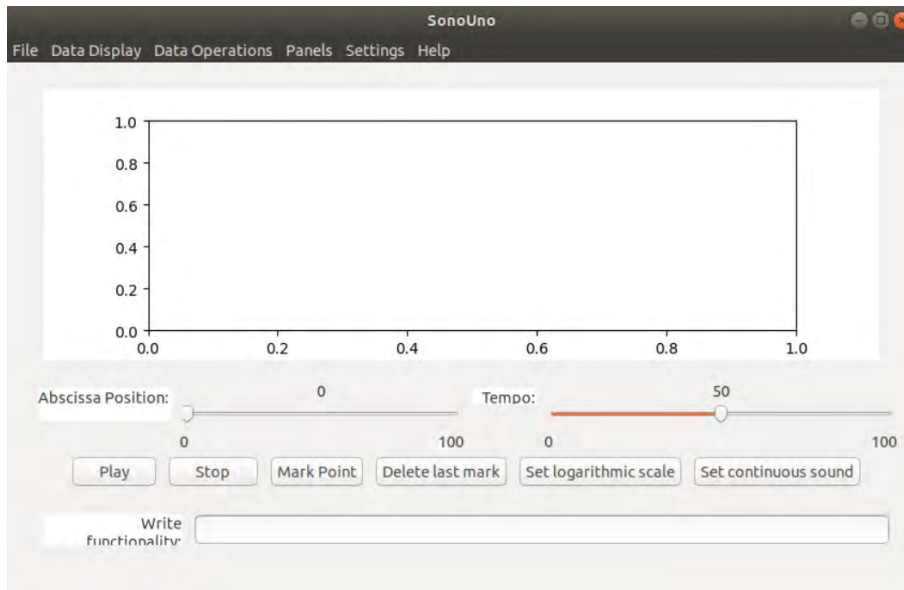 SonoUno
File Data Display Data Operations Panels Settings Help
1.0
0.8
0.6
0.4
0.2
0.0
0.0 0.2 0.4 0.6 0.8 1.0
Abscissa Position: 0 Tempo: 50
0 100 0 100
Play Stop Mark Point Delete last mark Set logarithmic scale Set continuous sound
Write
functionality: